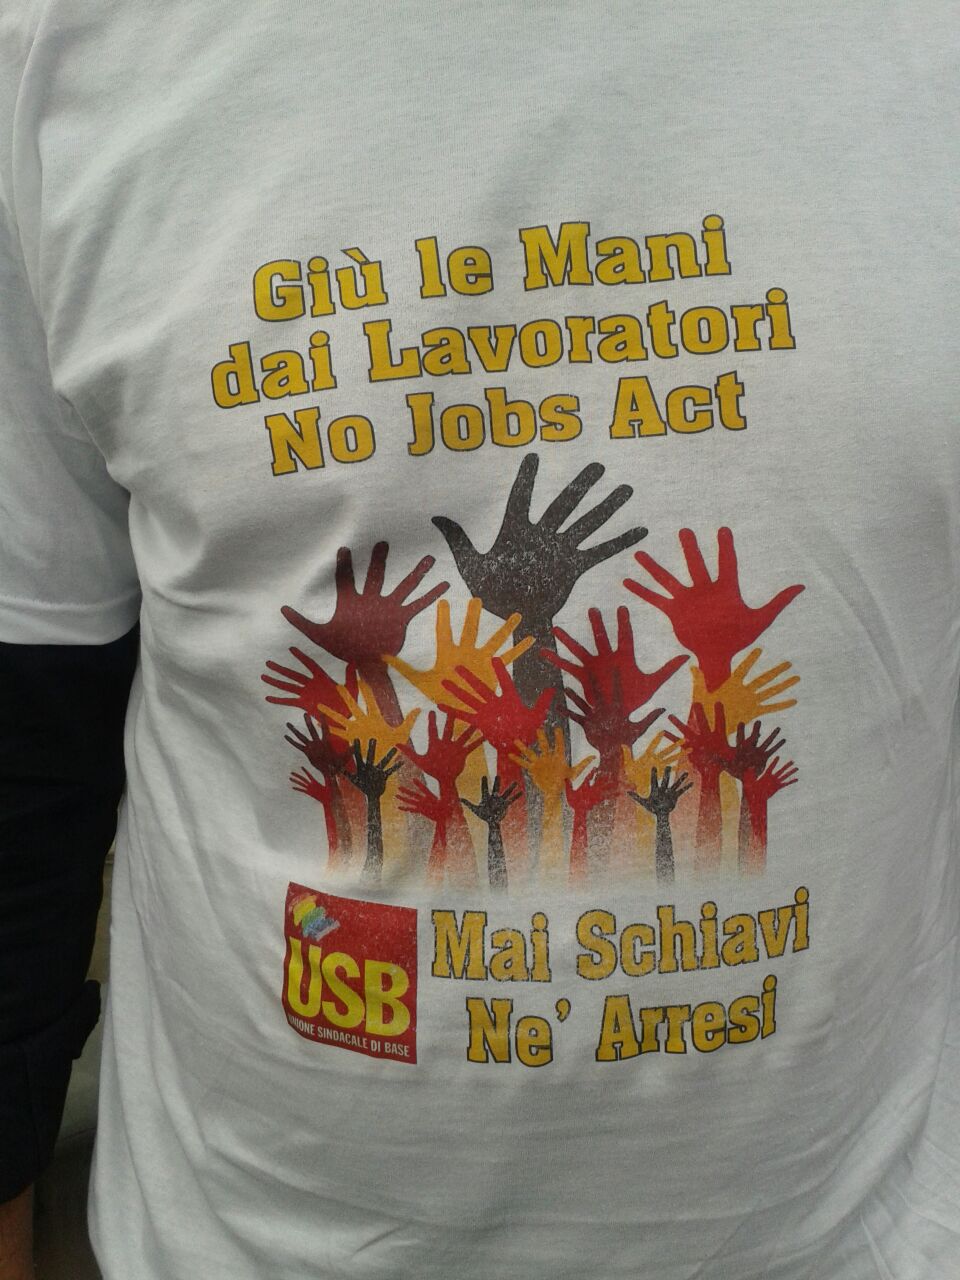 Giù le Mani
dai Lavoratori
No Jobs Act
USB
UNIONE SINDACALE DI BASE
Mai Schiavi
Ne' Arresi